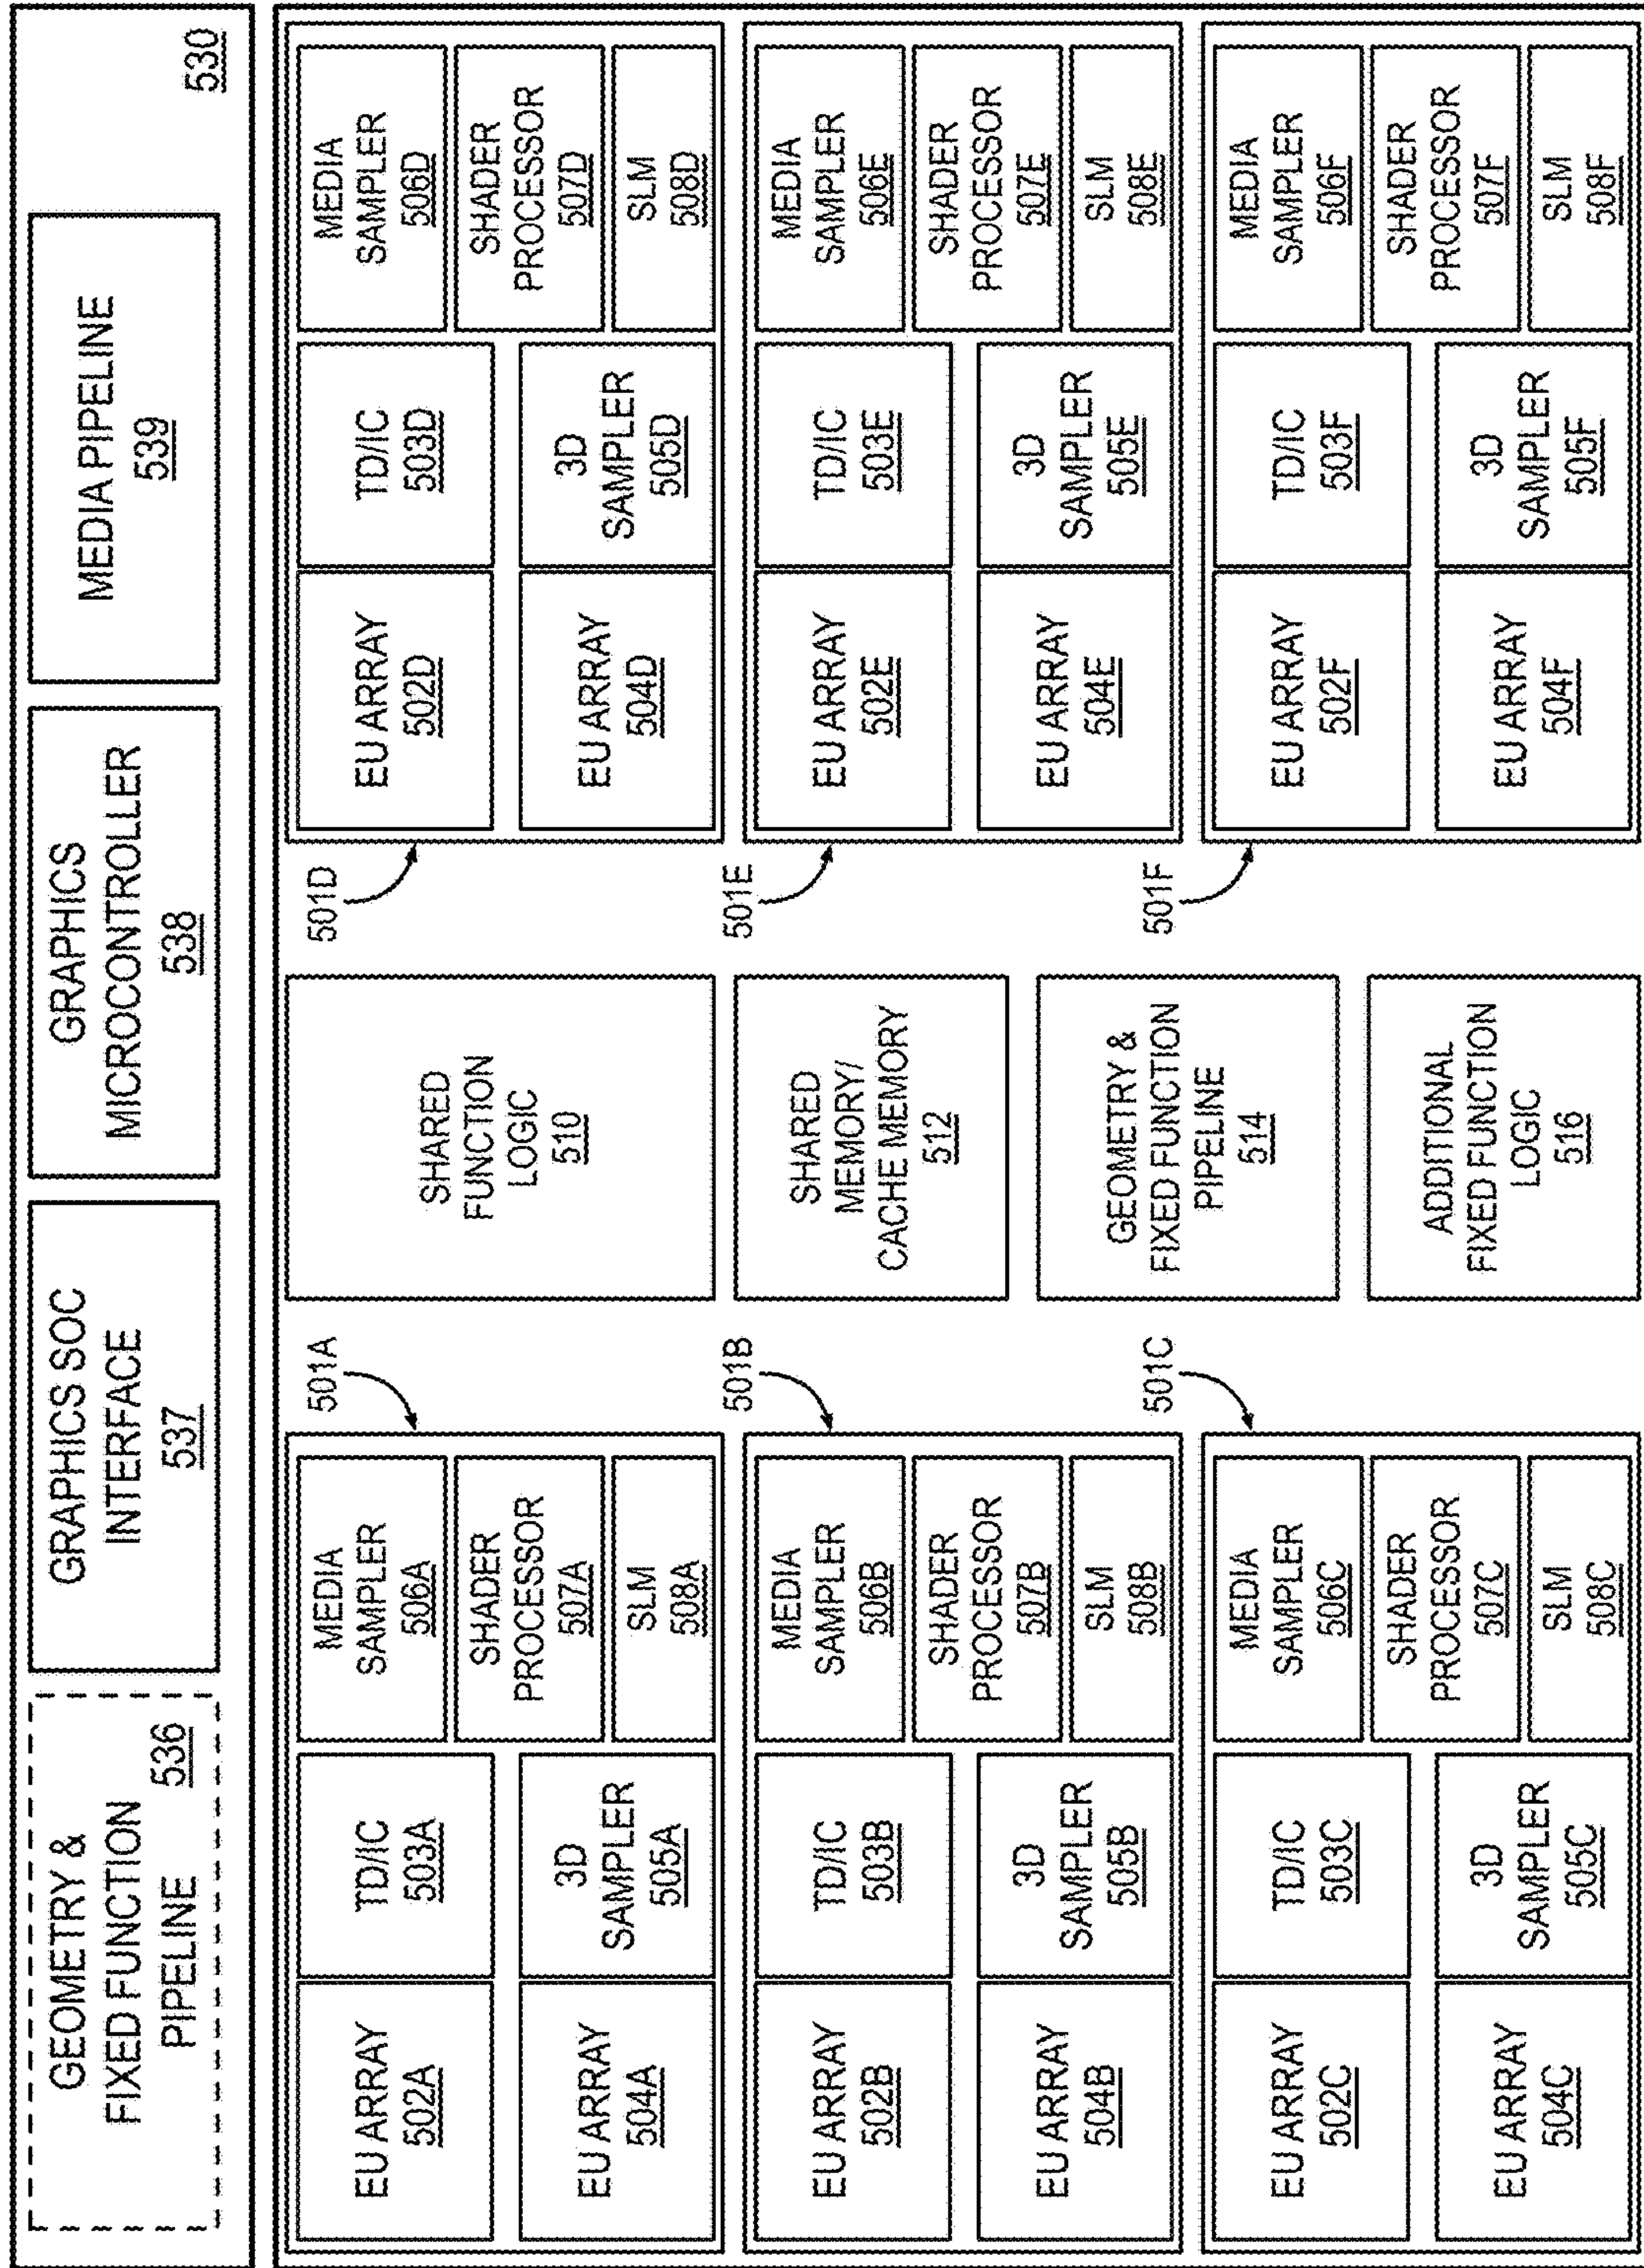 GEOMETRY &
FIXED FUNCTION
PIPELINE
536
GRAPHICS SOC
INTERFACE
537
GRAPHICS
MICROCONTROLLER
538
MEDIA PIPELINE
539
530
501A
EU ARRAY
502A
TD/IC
503A
MEDIA
SAMPLER
506A
SHADER
PROCESSOR
507A
EU ARRAY
504A
3D
SAMPLER
505A
SLM
508A
SHARED
FUNCTION
LOGIC
510
501D
EU ARRAY
502D
TD/IC
503D
MEDIA
SAMPLER
506D
SHADER
PROCESSOR
507D
EU ARRAY
504D
3D
SAMPLER
505D
SLM
508D
501B
EU ARRAY
502B
TD/IC
503B
MEDIA
SAMPLER
506B
SHADER
PROCESSOR
507B
EU ARRAY
504B
3D
SAMPLER
505B
SLM
508B
SHARED
MEMORY/
CACHE MEMORY
512
501E
EU ARRAY
502E
TD/IC
503E
MEDIA
SAMPLER
506E
SHADER
PROCESSOR
507E
EU ARRAY
504E
3D
SAMPLER
505E
SLM
508E
GEOMETRY &
FIXED FUNCTION
PIPELINE
514
501C
EU ARRAY
502C
TD/IC
503C
MEDIA
SAMPLER
506C
SHADER
PROCESSOR
507C
EU ARRAY
504C
3D
SAMPLER
505C
SLM
508C
ADDITIONAL
FIXED FUNCTION
LOGIC
516
501F
EU ARRAY
502F
TD/IC
503F
MEDIA
SAMPLER
506F
SHADER
PROCESSOR
507F
EU ARRAY
504F
3D
SAMPLER
505F
SLM
508F